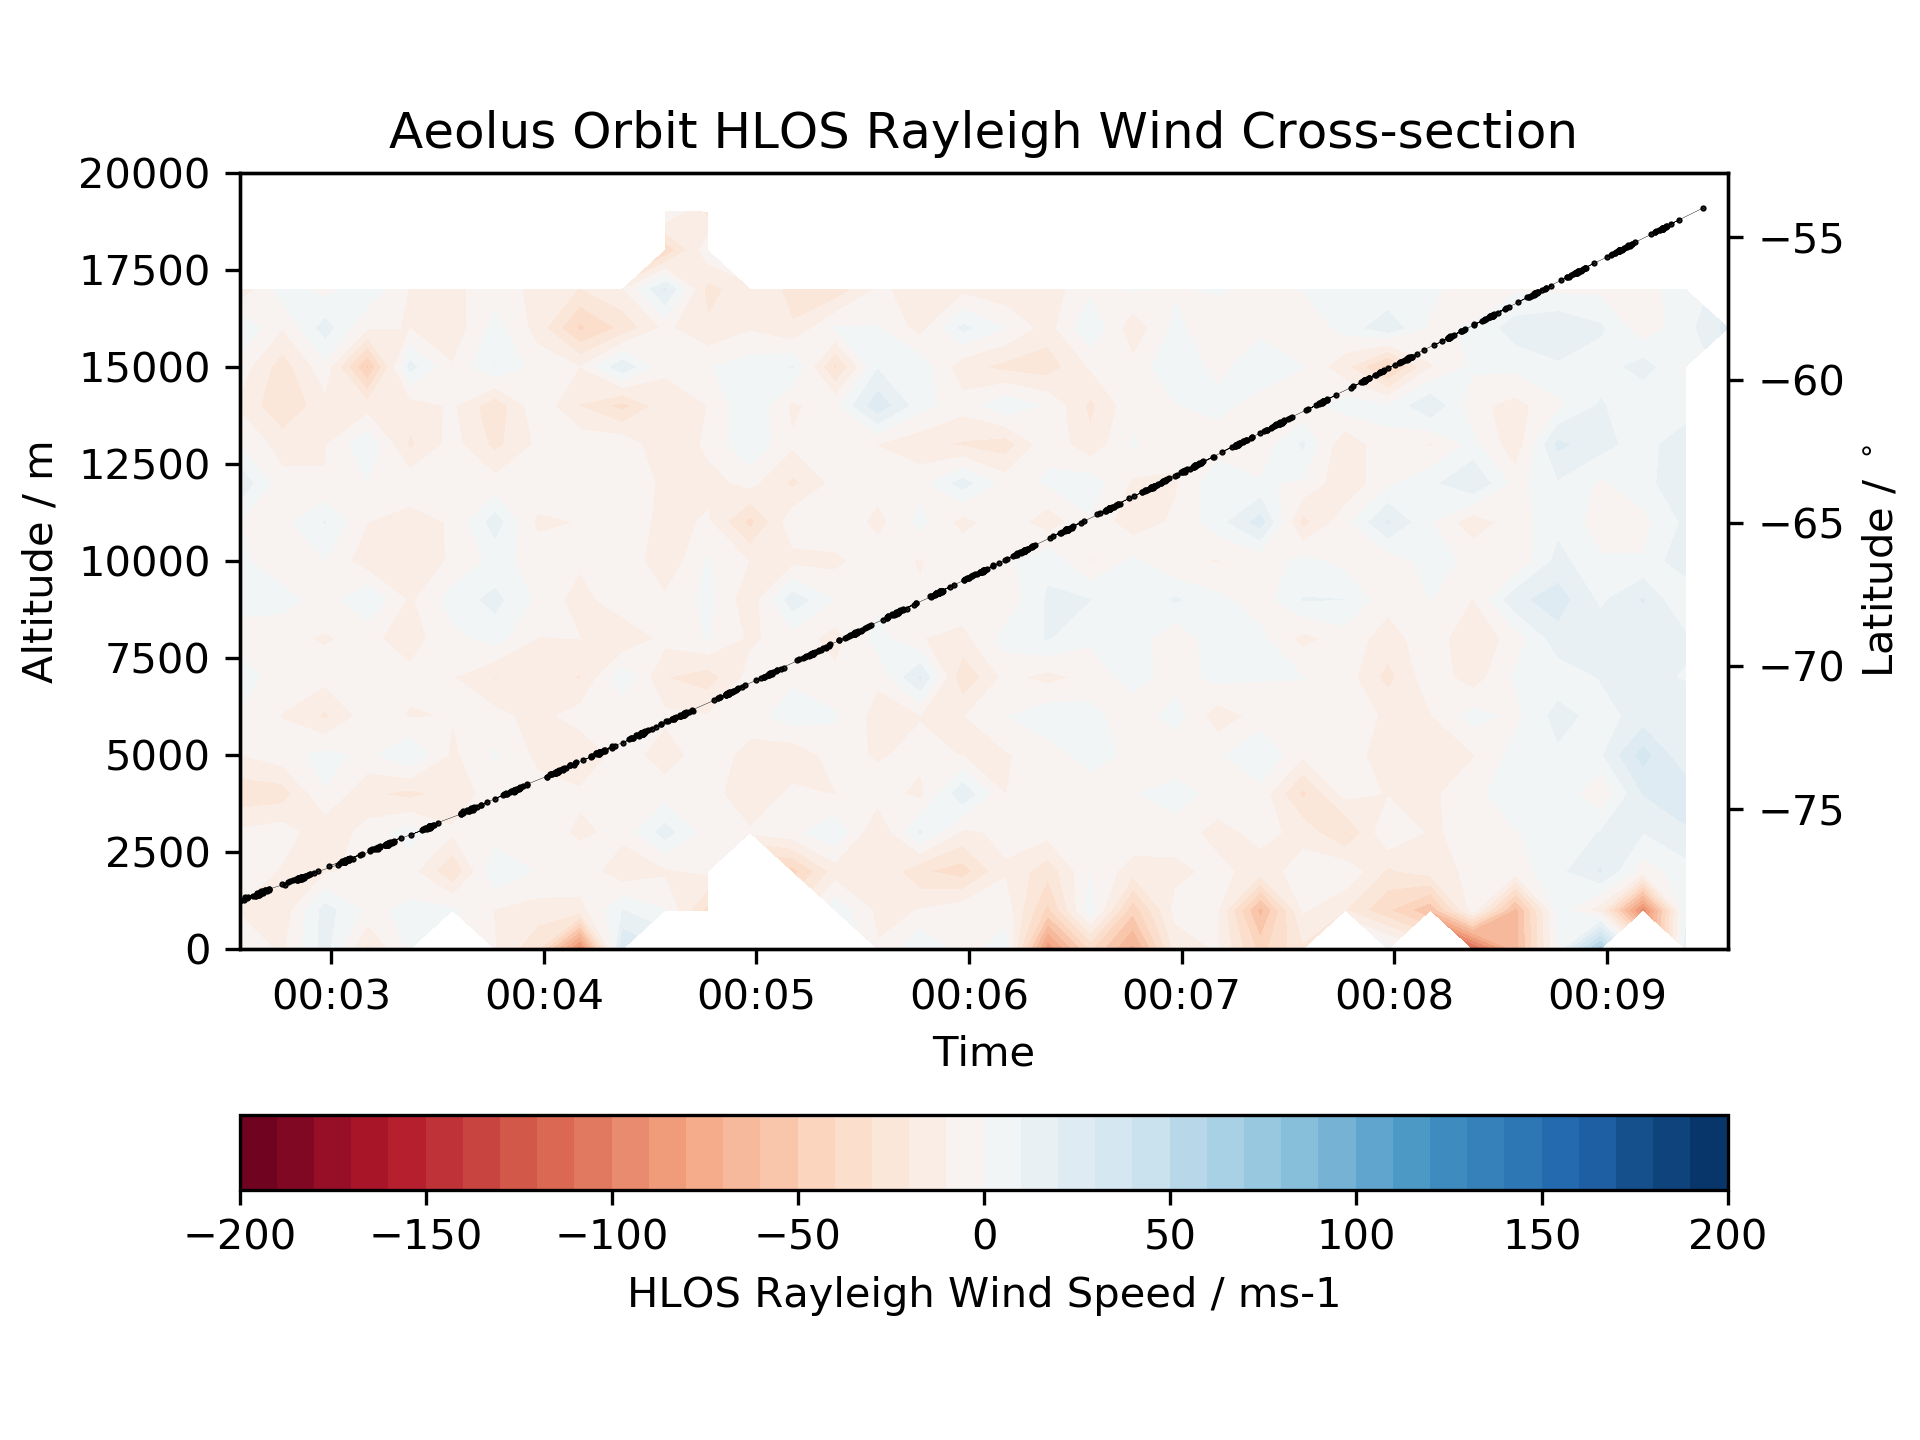 Aeolus Orbit HLOS Rayleigh Wind Cross-section
20000
17500
15000
12500
10000
7500
5000
2500
0
Altitude / m
−55
−60
−65
−70
−75
Latitude / °
00:03 00:04 00:05 00:06 00:07 00:08 00:09
Time
−200 −150 −100 −50 0 50 100 150 200
HLOS Rayleigh Wind Speed / ms-1